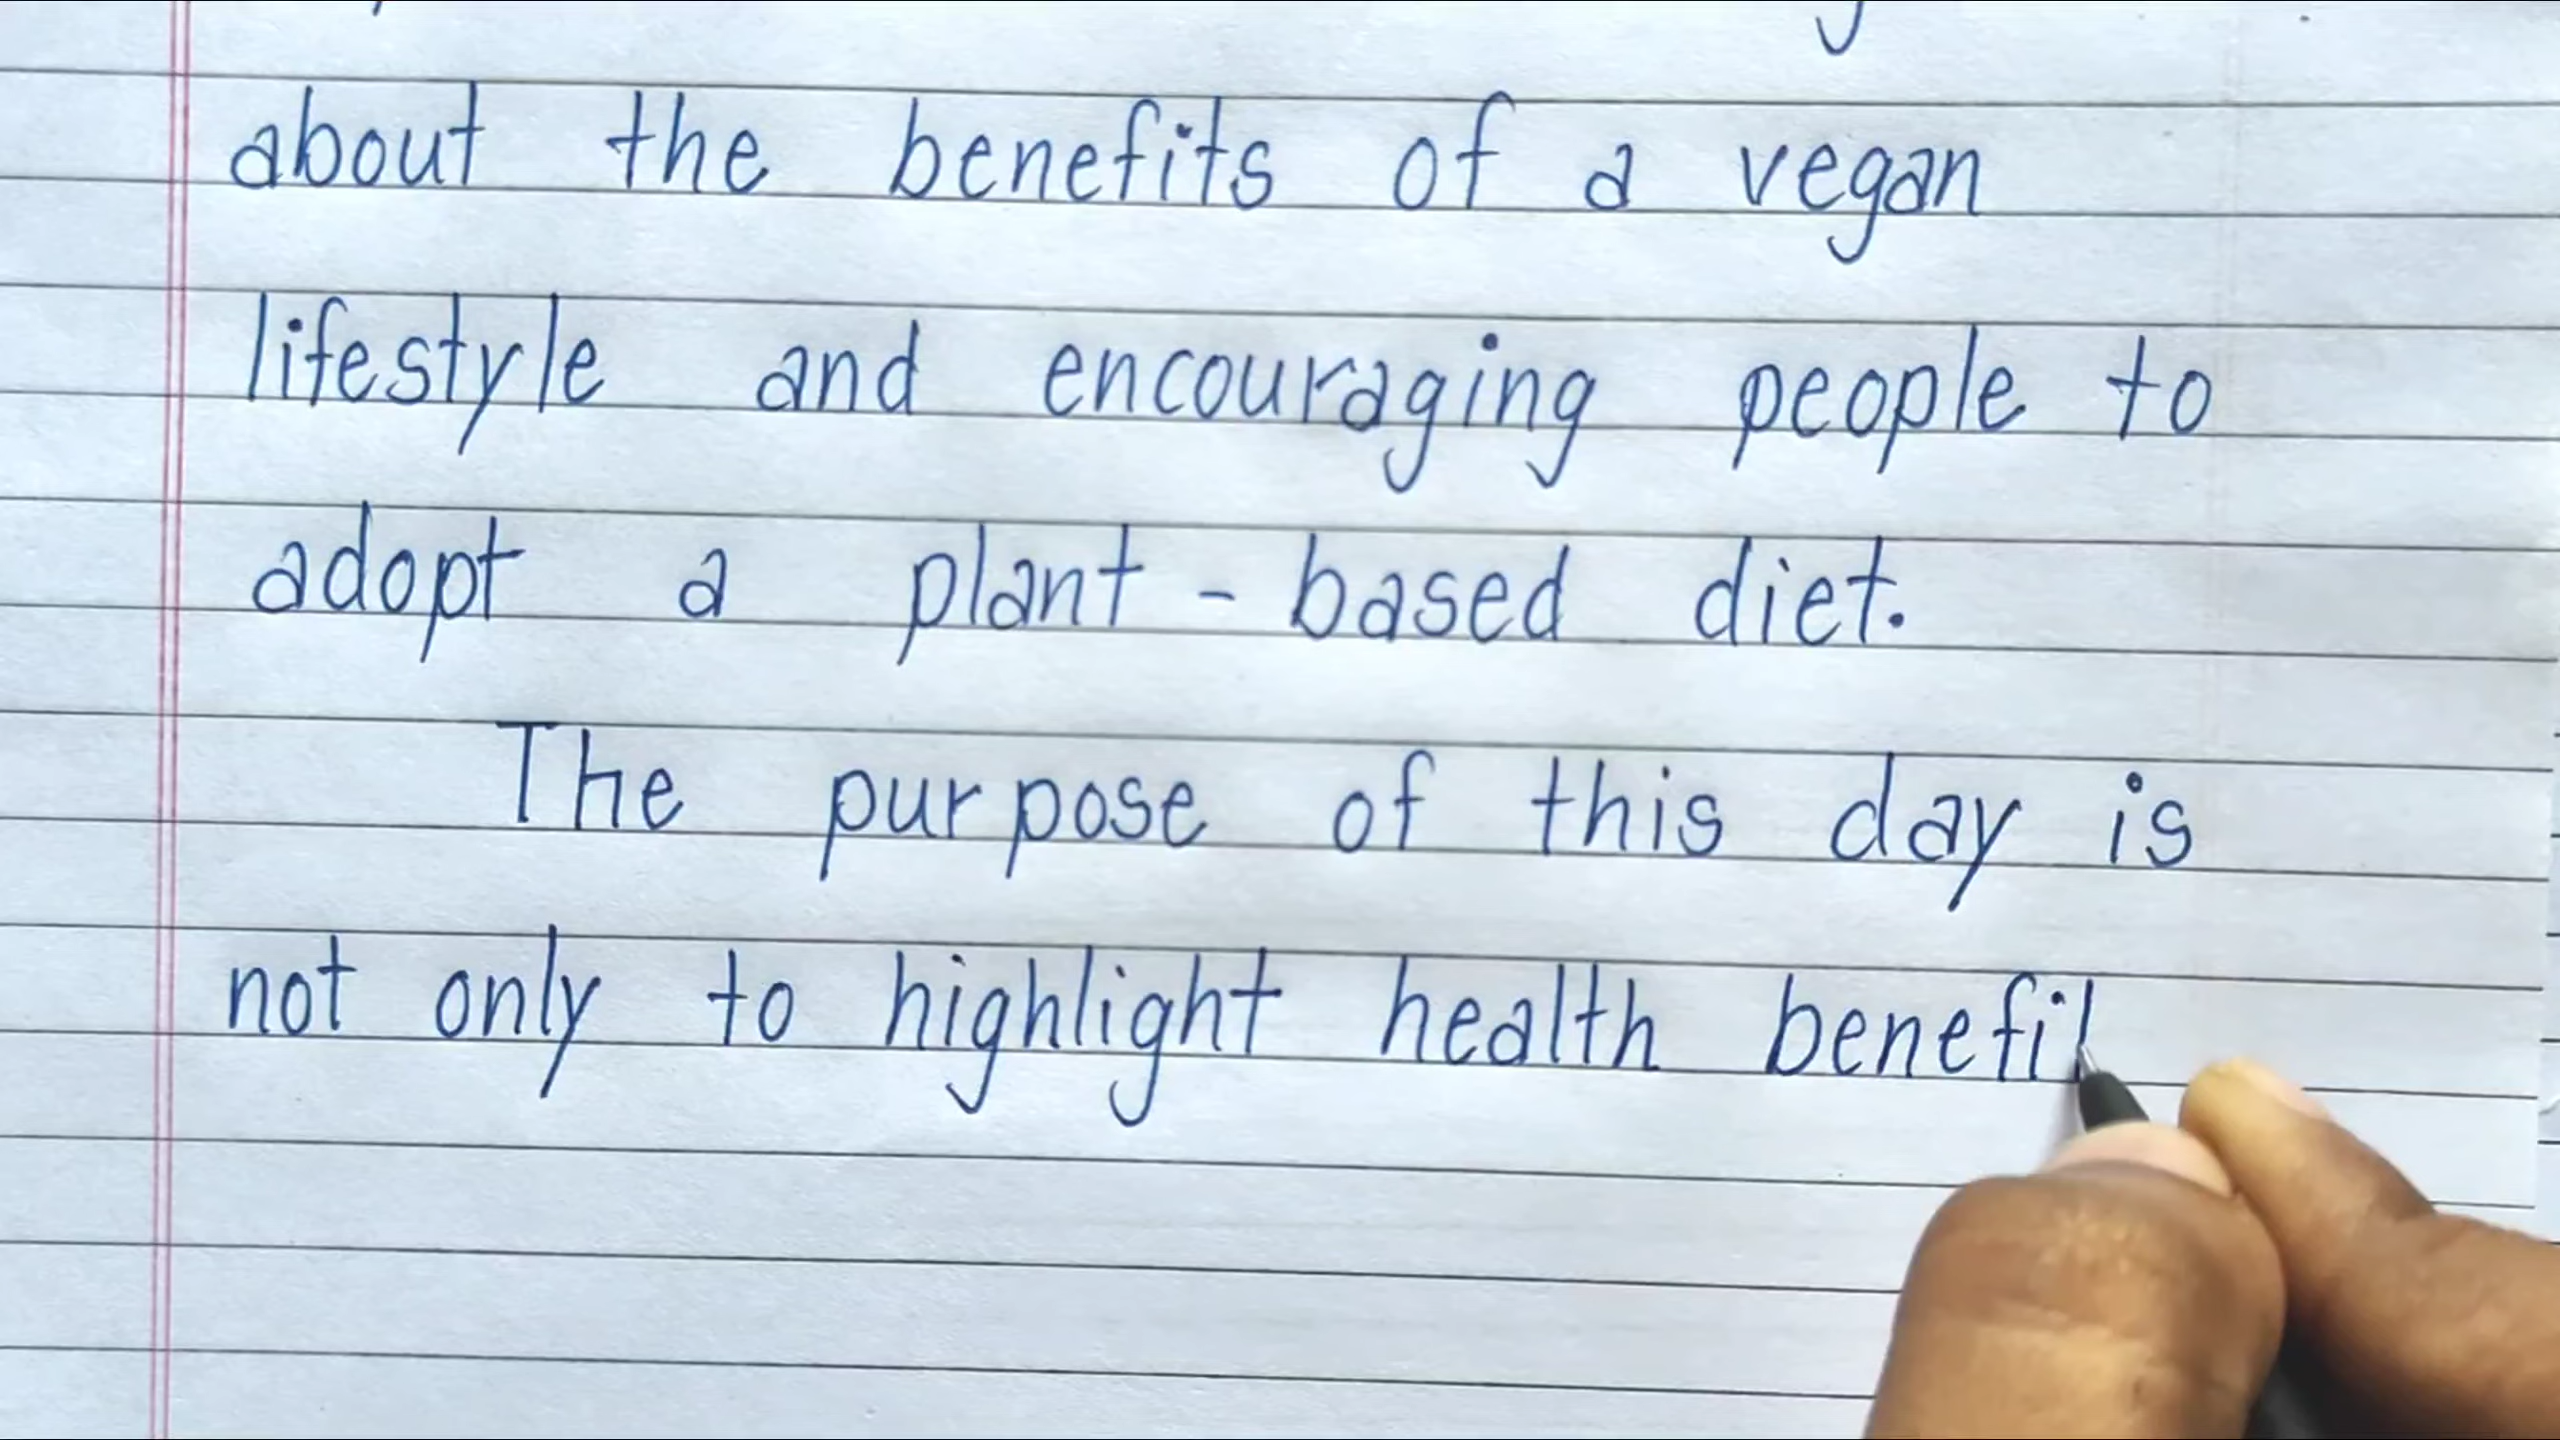 about the benefits of a vegan
lifestyle and encouraging people to
adopt a plant - based diet.
The purpose of this day is
not only to highlight health